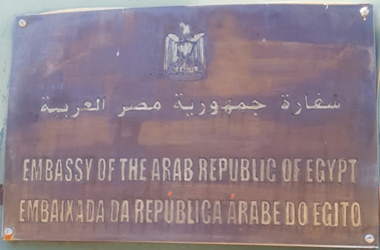 سفارة جمهورية مصر العربية
EMBASSY OF THE ARAB REPUBLIC OF EGYPT
EMBAIXADA DA REPÚBLICA ÁRABE DO EGITO